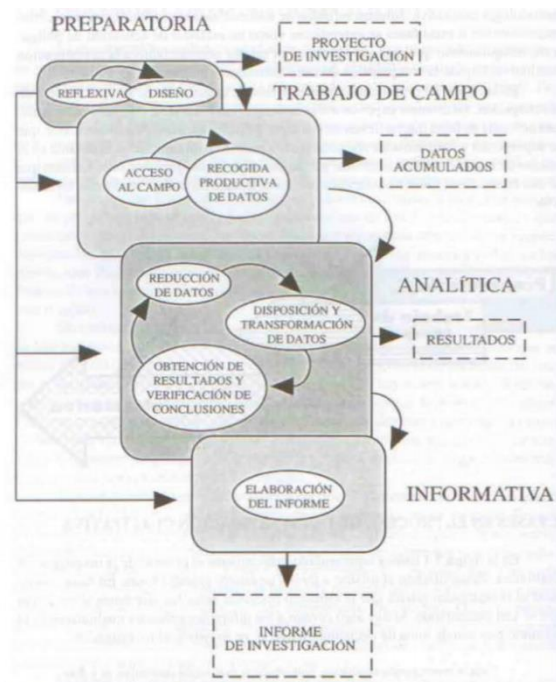 PREPARATORIA
PROYECTO
DE INVESTIGACIÓN
REFLEXIVA
DISEÑO
TRABAJO DE CAMPO
ACCESO
AL CAMPO
RECOGIDA
PRODUCTIVA
DE DATOS
DATOS
ACUMULADOS
REDUCCIÓN
DE DATOS
ANALÍTICA
DISPOSICIÓN Y
TRANSFORMACIÓN
DE DATOS
RESULTADOS
OBTENCIÓN DE
RESULTADOS Y
VERIFICACIÓN DE
CONCLUSIONES
ELABORACIÓN
DEL INFORME
INFORMATIVA
INFORME
DE INVESTIGACIÓN